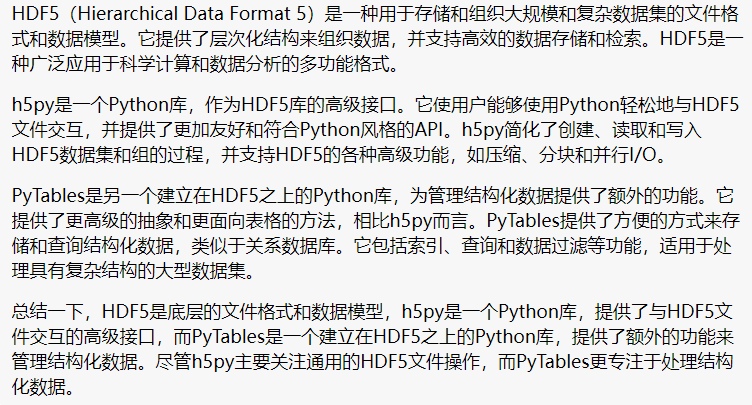 HDF5（Hierarchical Data Format 5）是一种用于存储和组织大规模和复杂数据集的文件格
式和数据模型。它提供了层次化结构来组织数据，并支持高效的数据存储和检索。HDF5是一
种广泛应用于科学计算和数据分析的多功能格式。
h5py是一个Python库，作为HDF5库的高级接口。它使用户能够使用Python轻松地与HDF5
文件交互，并提供了更加友好和符合Python风格的API。h5py简化了创建、读取和写入
HDF5数据集和组的过程，并支持HDF5的各种高级功能，如压缩、分块和并行I/O。
PyTables是另一个建立在HDF5之上的Python库，为管理结构化数据提供了额外的功能。它
提供了更高级的抽象和更面向表格的方法，相比h5py而言。PyTables提供了方便的方式来存
储和查询结构化数据，类似于关系数据库。它包括索引、查询和数据过滤等功能，适用于处
理具有复杂结构的大型数据集。
总结一下，HDF5是底层的文件格式和数据模型，h5py是一个Python库，提供了与HDF5文
件交互的高级接口，而PyTables是一个建立在HDF5之上的Python库，提供了额外的功能来
管理结构化数据。尽管h5py主要关注通用的HDF5文件操作，而PyTables更专注于处理结构
化数据。